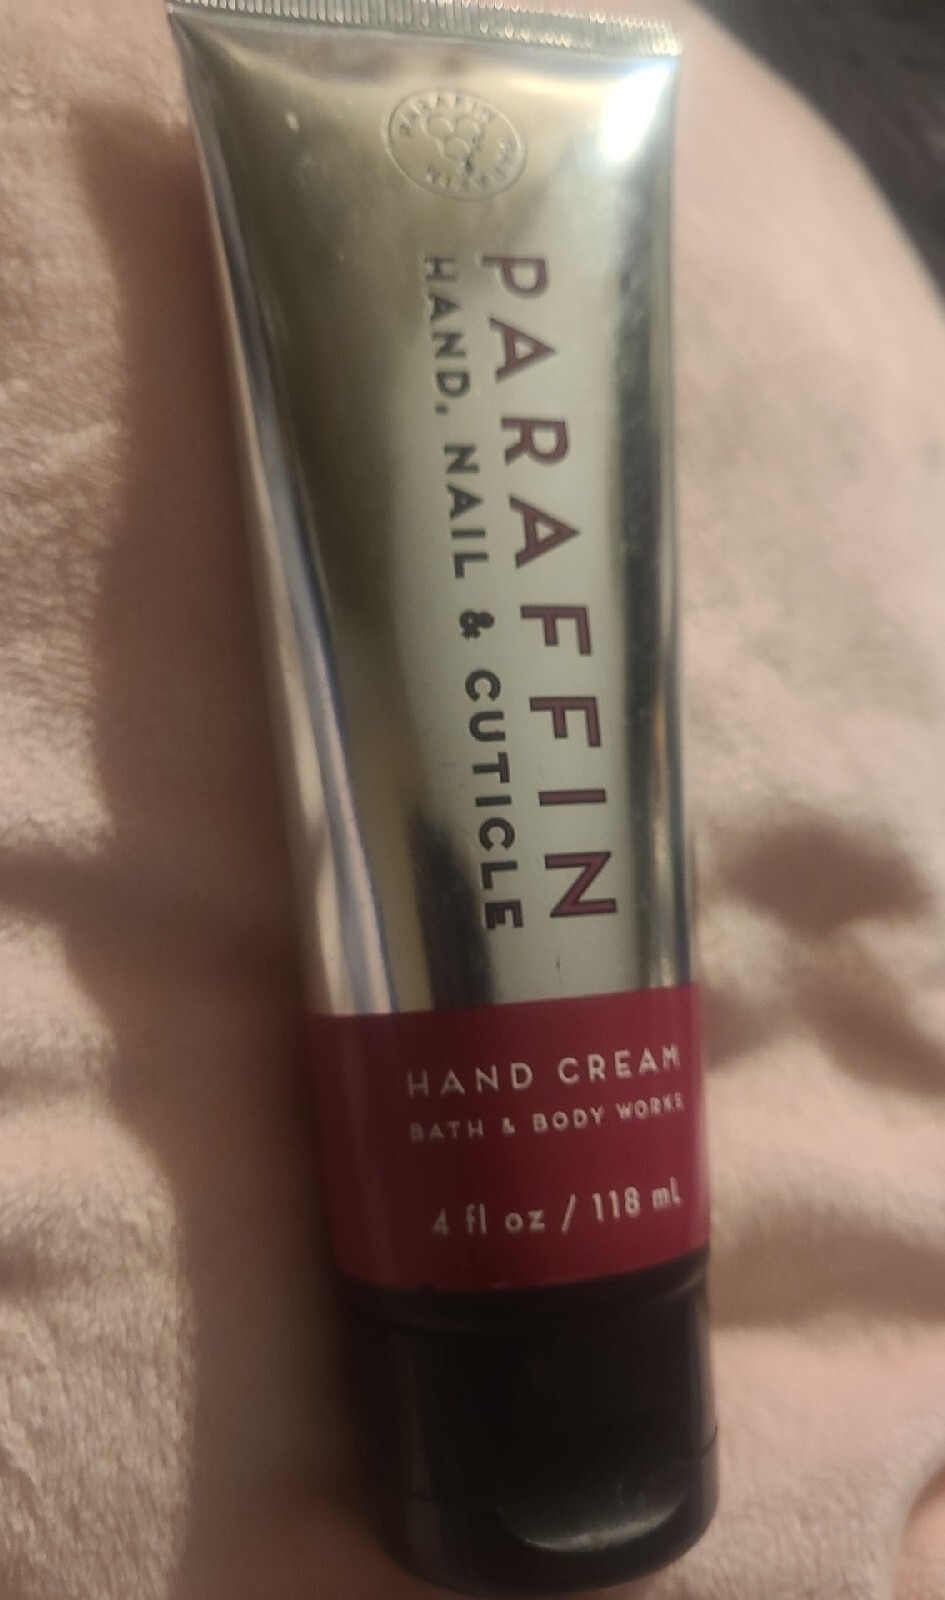 PARAFFIN
HAND, NAIL & CUTICLE
HAND CREAM
BATH & BODY WORKS
4 fl oz / 118 mL